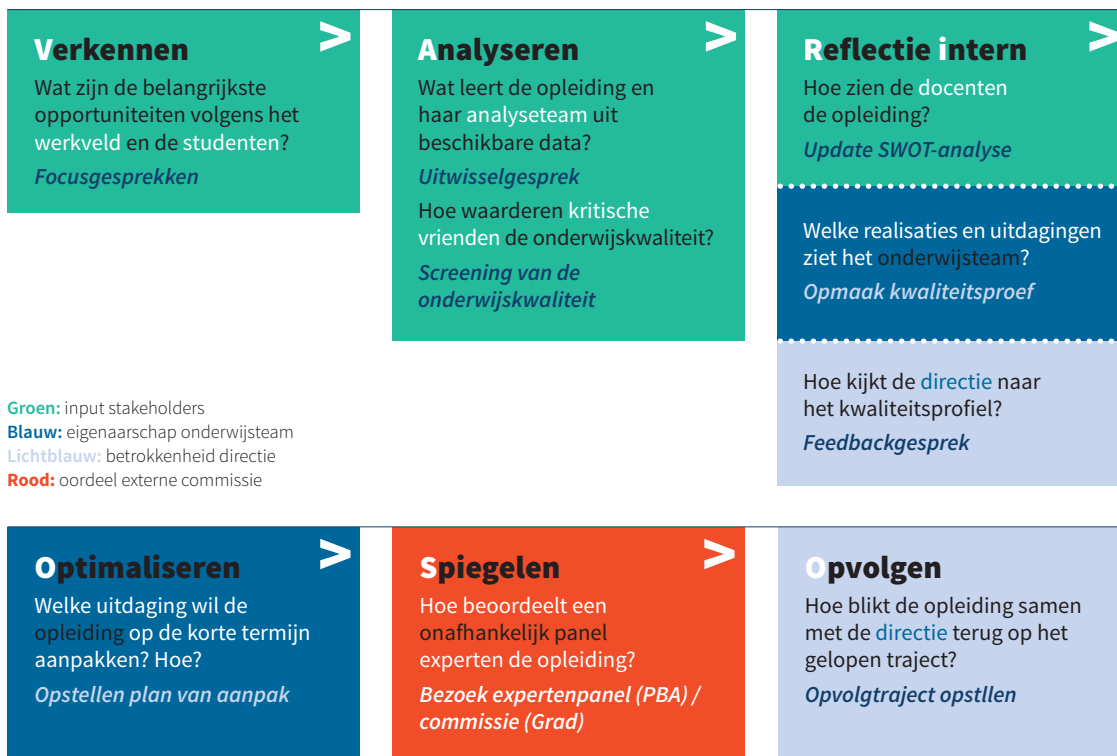 Verkennen >
Wat zijn de belangrijkste
opportuniteiten volgens het
werkveld en de studenten?
Focusgesprekken
Analyseren >
Wat leert de opleiding en
haar analyseteam uit
beschikbare data?
Uitwisselgesprek
Hoe waarderen kritische
vrienden de onderwijskwaliteit?
Screening van de
onderwijskwaliteit
Reflectie intern >
Hoe zien de docenten
de opleiding?
Update SWOT-analyse
Welke realisaties en uitdagingen
ziet het onderwijsteam?
Opmaak kwaliteitsproef
Hoe kijkt de directie naar
het kwaliteitsprofiel?
Feedbackgesprek
Groen: input stakeholders
Blauw: eigenaarschap onderwijsteam
Lichtblauw: betrokkenheid directie
Rood: oordeel externe commissie
Optimaliseren >
Welke uitdaging wil de
opleiding op de korte termijn
aanpakken? Hoe?
Opstellen plan van aanpak
Spiegelen >
Hoe beoordeelt een
onafhankelijk panel
experten de opleiding?
Bezoek expertenpanel (PBA) /
commissie (Grad)
Opvolgen
Hoe blikt de opleiding samen
met de directie terug op het
gelopen traject?
Opvolgtraject opstllen